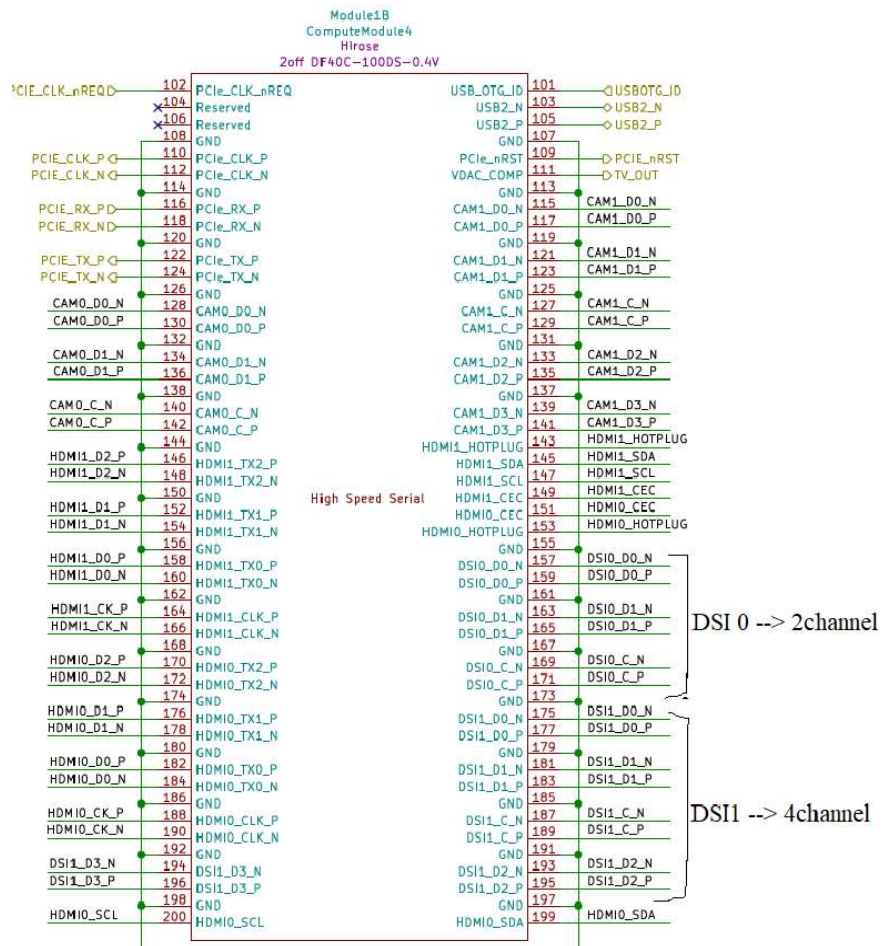 Module1B
ComputeModule4
Hirose
2off DF40C-100DS-0.4V
PCIE_CLK_nREQ 102 PCIe_CLK_nREQ USB_OTG_ID 101 USBOTG_ID
104 Reserved USB2_N 103 USB2_N
106 Reserved USB2_P 105 USB2_P
108 GND GND 107
PCIE_CLK_P 110 PCIe_CLK_P PCIe_nRST 109 PCIE_nRST
PCIE_CLK_N 112 PCIe_CLK_N VDAC_COMP 111 TV_OUT
114 GND GND 113
PCIE_RX_P 116 PCIe_RX_P CAM1_D0_N 115 CAM1_D0_N
PCIE_RX_N 118 PCIe_RX_N CAM1_D0_P 117 CAM1_D0_P
120 GND GND 119
PCIE_TX_P 122 PCIe_TX_P CAM1_D1_N 121 CAM1_D1_N
PCIE_TX_N 124 PCIe_TX_N CAM1_D1_P 123 CAM1_D1_P
126 GND GND 125
CAM0_D0_N 128 CAM0_D0_N CAM1_C_N 127 CAM1_C_N
CAM0_D0_P 130 CAM0_D0_P CAM1_C_P 129 CAM1_C_P
132 GND GND 131
CAM0_D1_N 134 CAM0_D1_N CAM1_D2_N 133 CAM1_D2_N
CAM0_D1_P 136 CAM0_D1_P CAM1_D2_P 135 CAM1_D2_P
138 GND GND 137
CAM0_C_N 140 CAM0_C_N CAM1_D3_N 139 CAM1_D3_N
CAM0_C_P 142 CAM0_C_P CAM1_D3_P 141 CAM1_D3_P
144 GND HDMI1_HOTPLUG 143 HDMI1_HOTPLUG
HDMI1_D2_P 146 HDMI1_TX2_P HDMI1_SDA 145 HDMI1_SDA
HDMI1_D2_N 148 HDMI1_TX2_N HDMI1_SCL 147 HDMI1_SCL
150 GND High Speed Serial HDMI1_CEC 149 HDMI1_CEC
HDMI1_D1_P 152 HDMI1_TX1_P HDMI0_CEC 151 HDMI0_CEC
HDMI1_D1_N 154 HDMI1_TX1_N HDMI0_HOTPLUG 153 HDMI0_HOTPLUG
156 GND GND 155
HDMI1_D0_P 158 HDMI1_TX0_P DSI0_D0_N 157 DSI0_D0_N
HDMI1_D0_N 160 HDMI1_TX0_N DSI0_D0_P 159 DSI0_D0_P
162 GND GND 161
HDMI1_CK_P 164 HDMI1_CLK_P DSI0_D1_N 163 DSI0_D1_N
HDMI1_CK_N 166 HDMI1_CLK_N DSI0_D1_P 165 DSI0_D1_P
DSI 0 --> 2channel
168 GND GND 167
HDMI0_D2_P 170 HDMI0_TX2_P DSI0_C_N 169 DSI0_C_N
HDMI0_D2_N 172 HDMI0_TX2_N DSI0_C_P 171 DSI0_C_P
174 GND GND 173
HDMI0_D1_P 176 HDMI0_TX1_P DSI1_D0_N 175 DSI1_D0_N
HDMI0_D1_N 178 HDMI0_TX1_N DSI1_D0_P 177 DSI1_D0_P
180 GND GND 179
HDMI0_D0_P 182 HDMI0_TX0_P DSI1_D1_N 181 DSI1_D1_N
HDMI0_D0_N 184 HDMI0_TX0_N DSI1_D1_P 183 DSI1_D1_P
186 GND GND 185
HDMI0_CK_P 188 HDMI0_CLK_P DSI1_C_N 187 DSI1_C_N
DSI1 --> 4channel
HDMI0_CK_N 190 HDMI0_CLK_N DSI1_C_P 189 DSI1_C_P
192 GND GND 191
DSI1_D3_N 194 DSI1_D3_N DSI1_D2_N 193 DSI1_D2_N
DSI1_D3_P 196 DSI1_D3_P DSI1_D2_P 195 DSI1_D2_P
198 GND GND 197
HDMI0_SCL 200 HDMI0_SCL HDMI0_SDA 199 HDMI0_SDA